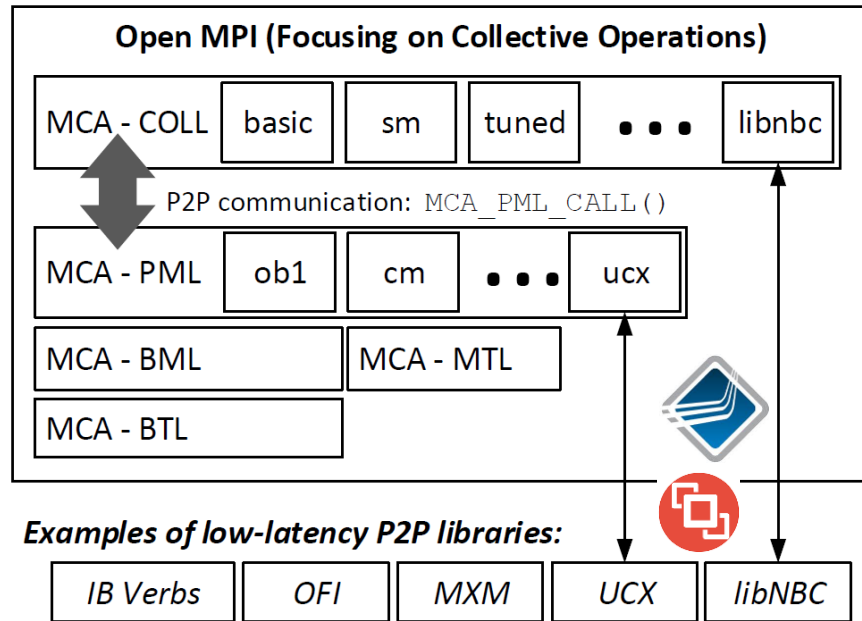 Open MPI (Focusing on Collective Operations)
MCA - COLL basic sm tuned ... libnbc
P2P communication: MCA_PML_CALL()
MCA - PML ob1 cm ... ucx
MCA - BML MCA - MTL
MCA - BTL
Examples of low-latency P2P libraries:
IB Verbs OFI MXM UCX libNBC